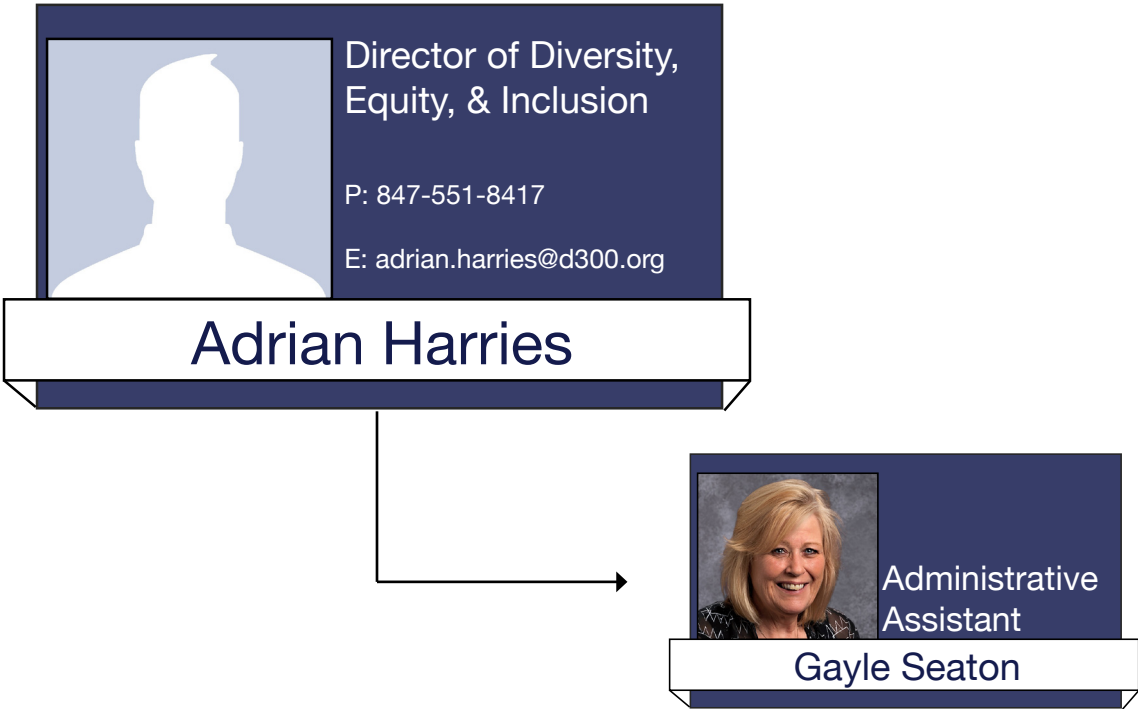 Director of Diversity,
Equity, & Inclusion
P: 847-551-8417
E: adrian.harries@d300.org
Adrian Harries
Administrative
Assistant
Gayle Seaton